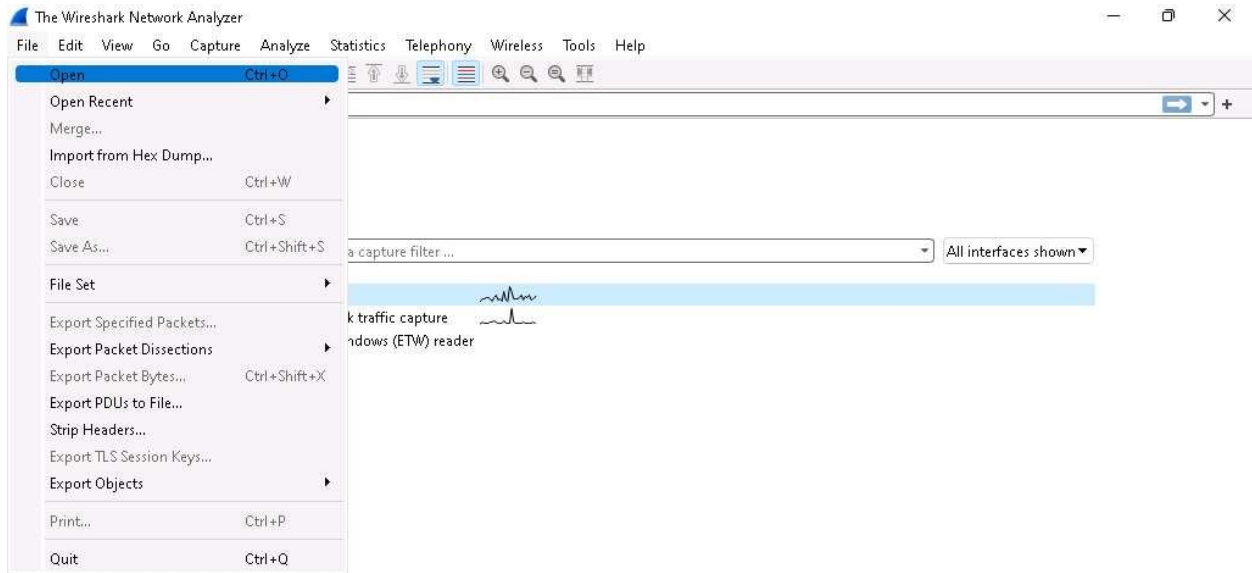 The Wireshark Network Analyzer
File Edit View Go Capture Analyze Statistics Telephony Wireless Tools Help
Open Ctrl+O
Open Recent
Merge...
Import from Hex Dump...
Close Ctrl+W
Save Ctrl+S
Save As... Ctrl+Shift+S
a capture filter ... All interfaces shown
File Set
Export Specified Packets...
k traffic capture
Export Packet Dissections
ndows (ETW) reader
Export Packet Bytes... Ctrl+Shift+X
Export PDUs to File...
Strip Headers...
Export TLS Session Keys...
Export Objects
Print... Ctrl+P
Quit Ctrl+Q